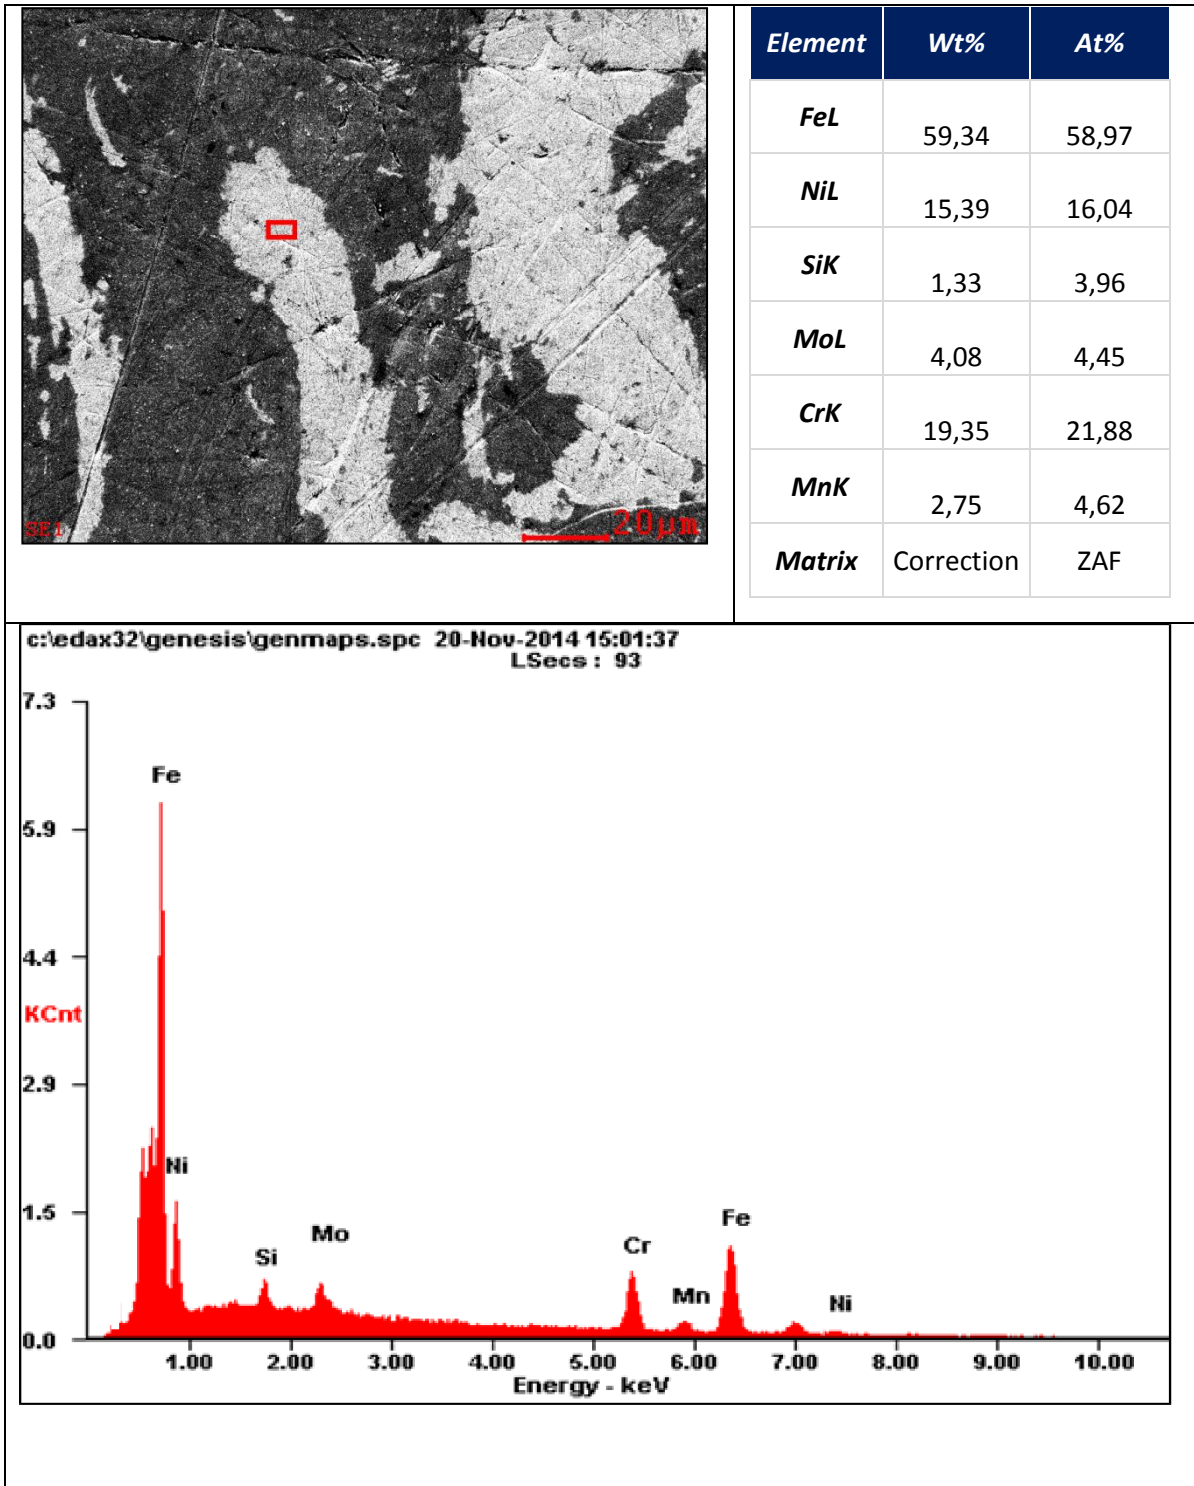 SE1
20µm
Element Wt% At%
FeL 59,34 58,97
NiL 15,39 16,04
SiK 1,33 3,96
MoL 4,08 4,45
CrK 19,35 21,88
MnK 2,75 4,62
Matrix Correction ZAF
c:\edax32\genesis\genmaps.spc 20-Nov-2014 15:01:37
LSecs : 93
7.3
Fe
5.9
4.4
KCnt
2.9
Ni
1.5
Si
Mo
Cr
Mn
Fe
Ni
0.0
1.00 2.00 3.00 4.00 5.00 6.00 7.00 8.00 9.00 10.00
Energy - keV